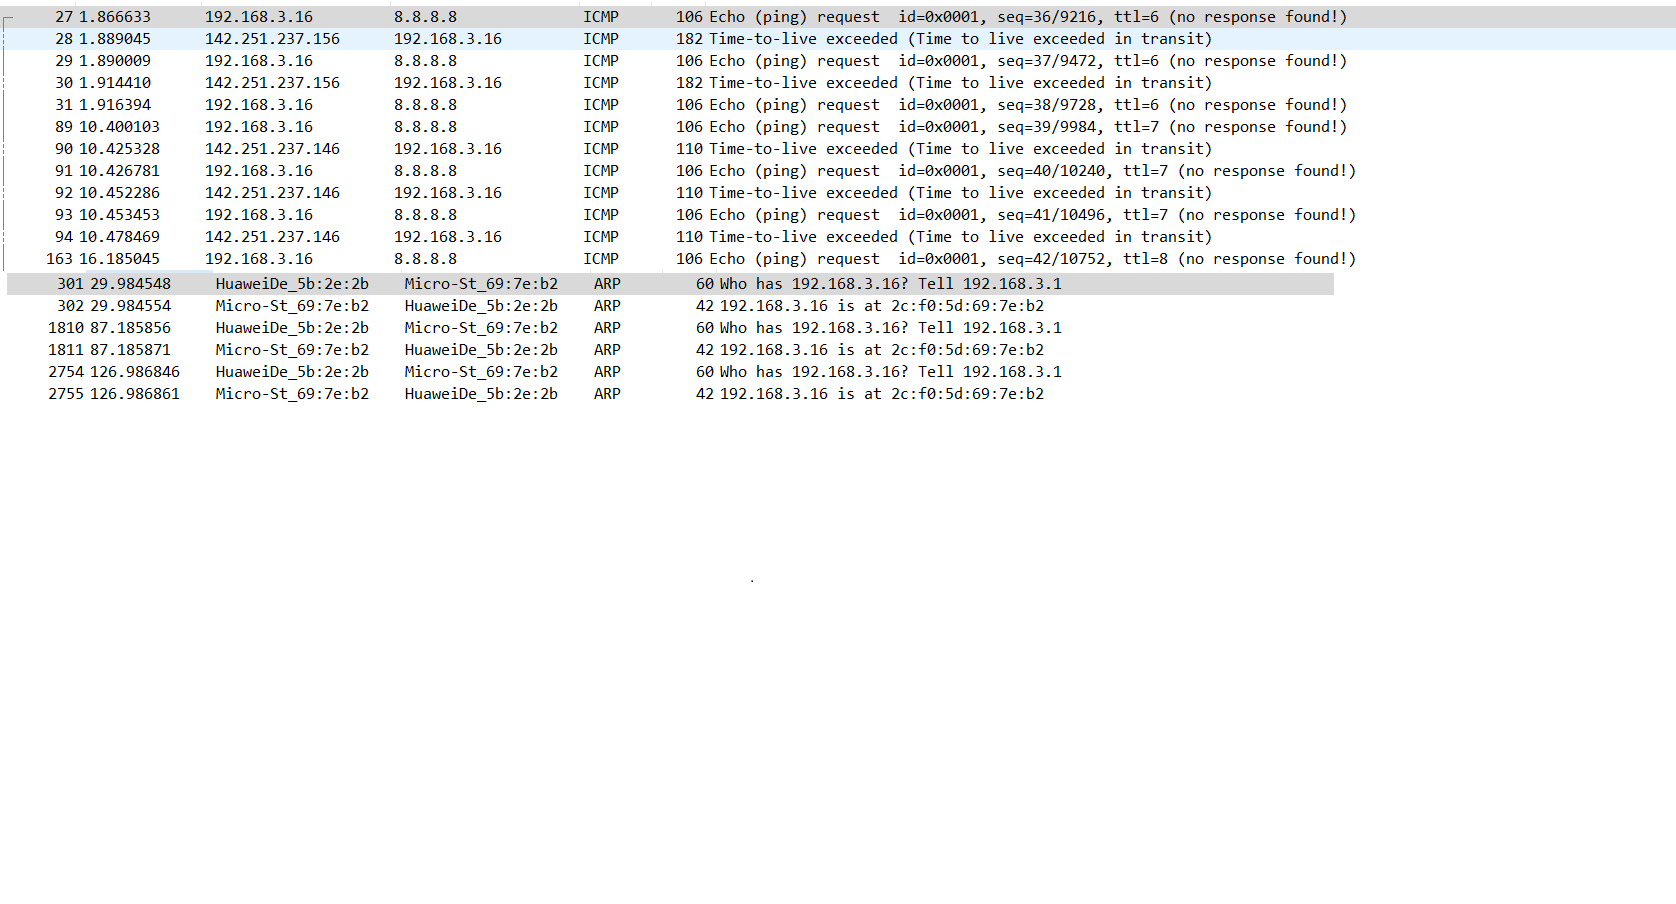 27 1.866633 192.168.3.16 8.8.8.8 ICMP 106 Echo (ping) request id=0x0001, seq=36/9216, ttl=6 (no response found!)
28 1.889045 142.251.237.156 192.168.3.16 ICMP 182 Time-to-live exceeded (Time to live exceeded in transit)
29 1.890009 192.168.3.16 8.8.8.8 ICMP 106 Echo (ping) request id=0x0001, seq=37/9472, ttl=6 (no response found!)
30 1.914410 142.251.237.156 192.168.3.16 ICMP 182 Time-to-live exceeded (Time to live exceeded in transit)
31 1.916394 192.168.3.16 8.8.8.8 ICMP 106 Echo (ping) request id=0x0001, seq=38/9728, ttl=6 (no response found!)
89 10.400103 192.168.3.16 8.8.8.8 ICMP 106 Echo (ping) request id=0x0001, seq=39/9984, ttl=7 (no response found!)
90 10.425328 142.251.237.146 192.168.3.16 ICMP 110 Time-to-live exceeded (Time to live exceeded in transit)
91 10.426781 192.168.3.16 8.8.8.8 ICMP 106 Echo (ping) request id=0x0001, seq=40/10240, ttl=7 (no response found!)
92 10.452286 142.251.237.146 192.168.3.16 ICMP 110 Time-to-live exceeded (Time to live exceeded in transit)
93 10.453453 192.168.3.16 8.8.8.8 ICMP 106 Echo (ping) request id=0x0001, seq=41/10496, ttl=7 (no response found!)
94 10.478469 142.251.237.146 192.168.3.16 ICMP 110 Time-to-live exceeded (Time to live exceeded in transit)
163 16.185045 192.168.3.16 8.8.8.8 ICMP 106 Echo (ping) request id=0x0001, seq=42/10752, ttl=8 (no response found!)
301 29.984548 HuaweiDe_5b:2e:2b Micro-St_69:7e:b2 ARP 60 Who has 192.168.3.16? Tell 192.168.3.1
302 29.984554 Micro-St_69:7e:b2 HuaweiDe_5b:2e:2b ARP 42 192.168.3.16 is at 2c:f0:5d:69:7e:b2
1810 87.185856 HuaweiDe_5b:2e:2b Micro-St_69:7e:b2 ARP 60 Who has 192.168.3.16? Tell 192.168.3.1
1811 87.185871 Micro-St_69:7e:b2 HuaweiDe_5b:2e:2b ARP 42 192.168.3.16 is at 2c:f0:5d:69:7e:b2
2754 126.986846 HuaweiDe_5b:2e:2b Micro-St_69:7e:b2 ARP 60 Who has 192.168.3.16? Tell 192.168.3.1
2755 126.986861 Micro-St_69:7e:b2 HuaweiDe_5b:2e:2b ARP 42 192.168.3.16 is at 2c:f0:5d:69:7e:b2